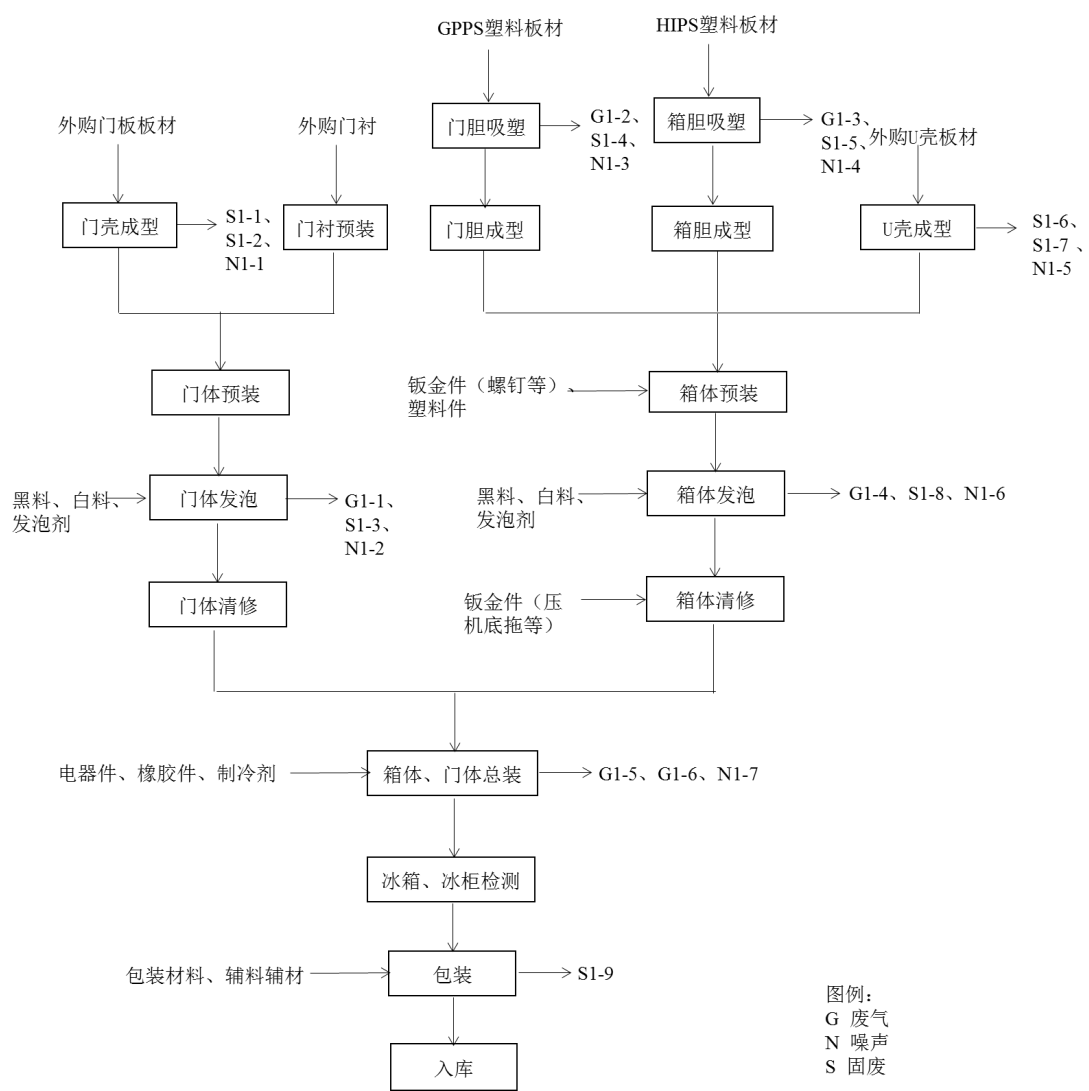 GPPS塑料板材
HIPS塑料板材
外购门板板材
外购门衬
门胆吸塑
G1-2、
S1-4、
N1-3
箱胆吸塑
G1-3、
S1-5、
N1-4
外购U壳板材
门壳成型
S1-1、
S1-2、
N1-1
门衬预装
门胆成型
箱胆成型
U壳成型
S1-6、
S1-7、
N1-5
门体预装
钣金件（螺钉等）、
塑料件
箱体预装
黑料、白料、
发泡剂
门体发泡
G1-1、
S1-3、
N1-2
黑料、白料、
发泡剂
箱体发泡
G1-4、S1-8、N1-6
门体清修
钣金件（压
机底拖等）
箱体清修
电器件、橡胶件、制冷剂
箱体、门体总装
G1-5、G1-6、N1-7
冰箱、冰柜检测
包装材料、辅料辅材
包装
S1-9
入库
图例：
G 废气
N 噪声
S 固废